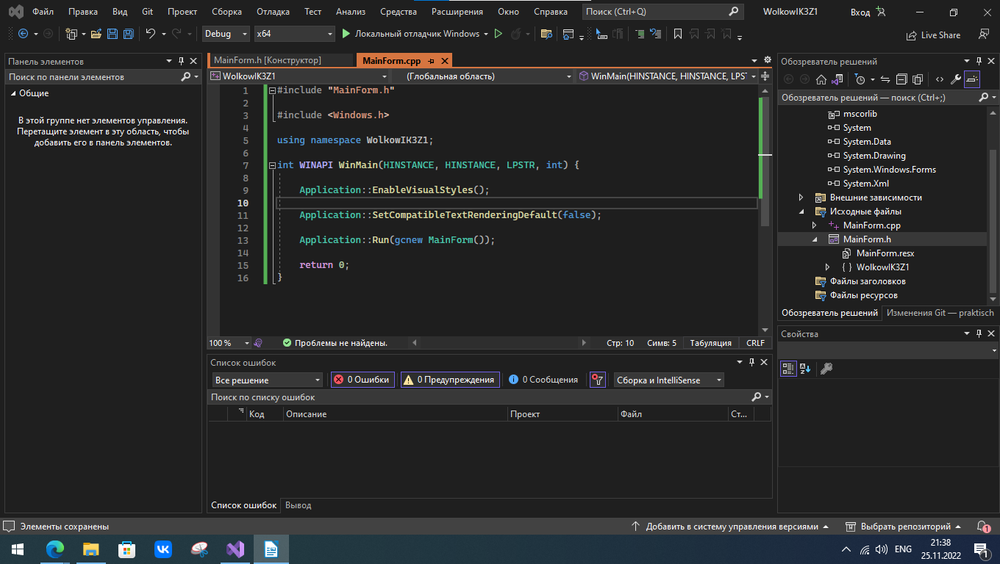 Файл Правка Вид Git Проект Сборка Отладка Тест Анализ Средства Расширения Окно Справка Поиск (Ctrl+Q) WolkowIK3Z1 Вход
Debug x64 Локальный отладчик Windows Live Share
Панель элементов
Поиск по панели элементов
Общие
В этой группе нет элементов управления.
Перетащите элемент в эту область, чтобы
добавить его в панель элементов.
MainForm.h [Конструктор] MainForm.cpp
WolkowIK3Z1 (Глобальная область) WinMain(HINSTANCE, HINSTANCE, LPST
1 #include "MainForm.h"
2
3 #include <Windows.h>
4
5 using namespace WolkowIK3Z1;
6
7 int WINAPI WinMain(HINSTANCE, HINSTANCE, LPSTR, int) {
8
9 Application::EnableVisualStyles();
10
11 Application::SetCompatibleTextRenderingDefault(false);
12
13 Application::Run(gcnew MainForm());
14
15 return 0;
16 }
100 % Проблемы не найдены. Стр: 10 Симв: 5 Табуляция CRLF
Список ошибок
Все решение 0 Ошибки 0 Предупреждения 0 Сообщения Сборка и IntelliSense
Поиск по списку ошибок
Код Описание Проект Файл Ст...
Список ошибок Вывод
Обозреватель решений
Обозреватель решений — поиск (Ctrl+;)
mscorlib
System
System.Data
System.Drawing
System.Windows.Forms
System.Xml
Внешние зависимости
Исходные файлы
MainForm.cpp
MainForm.h
MainForm.resx
WolkowIK3Z1
Файлы заголовков
Файлы ресурсов
Обозреватель решений Изменения Git — praktisch
Свойства
Элементы сохранены Добавить в систему управления версиями Выбрать репозиторий 1
ENG 21:38
25.11.2022 1